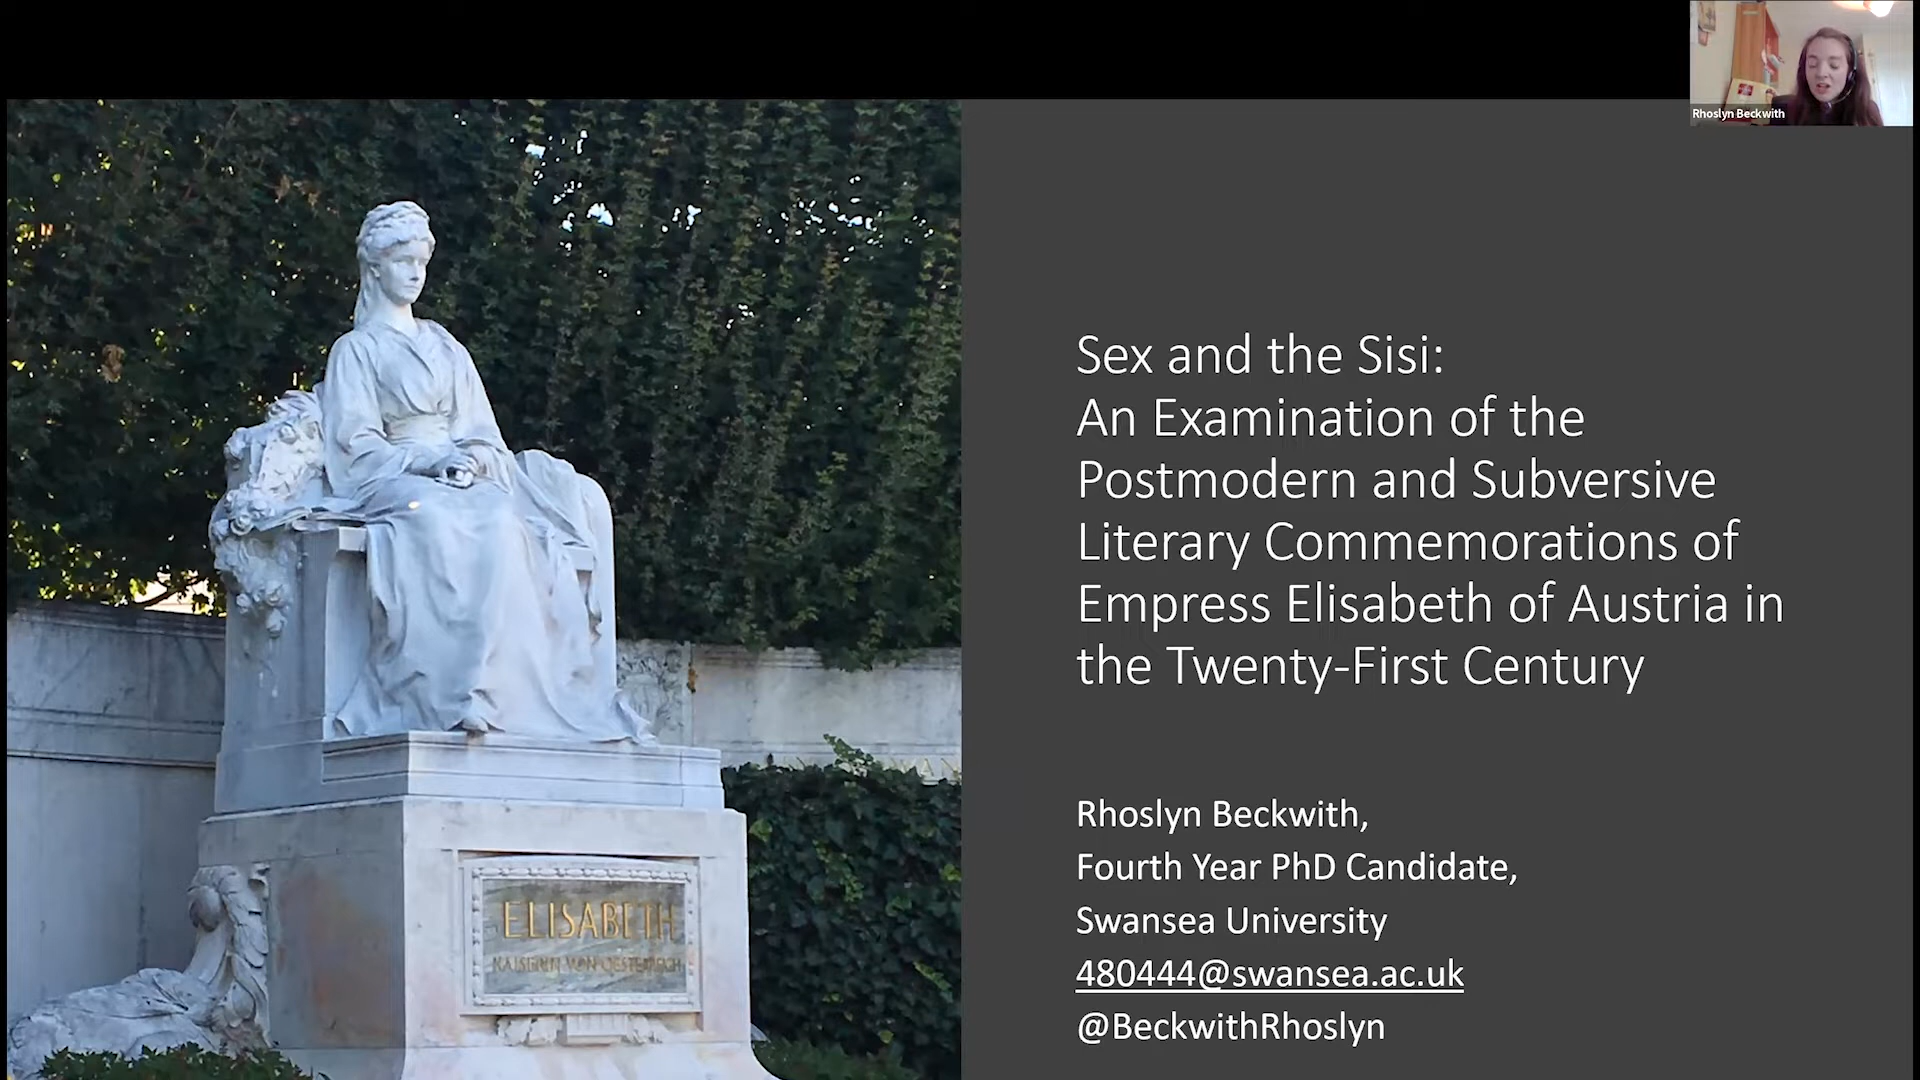 Rhoslyn Beckwith
Sex and the Sisi:
An Examination of the
Postmodern and Subversive
Literary Commemorations of
Empress Elisabeth of Austria in
the Twenty-First Century
Rhoslyn Beckwith,
Fourth Year PhD Candidate,
Swansea University
480444@swansea.ac.uk
@BeckwithRhoslyn
ELISABETH
KAISERIN VON OESTERREICH